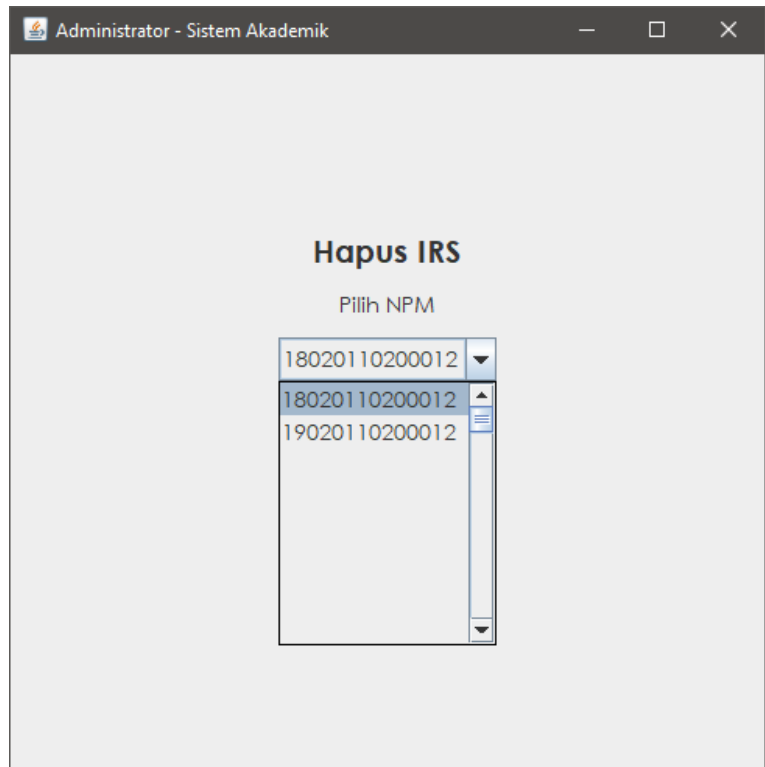 Administrator - Sistem Akademik
Hapus IRS
Pilih NPM
18020110200012
18020110200012
19020110200012